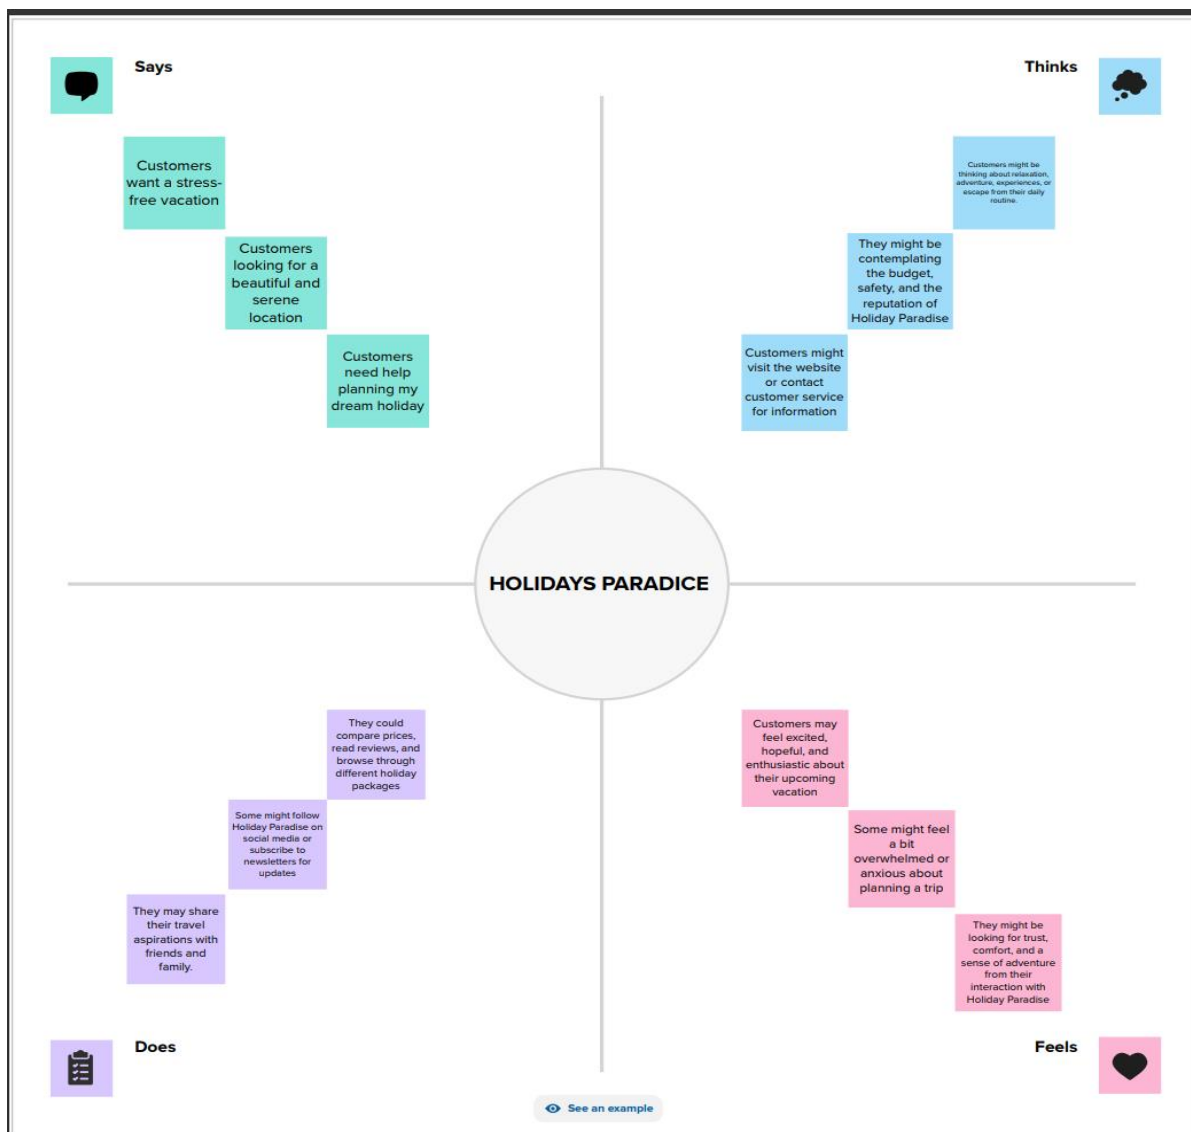 Says
Customers
want a stress-
free vacation
Customers
looking for a
beautiful and
serene
location
Customers
need help
planning my
dream holiday
Thinks
Customers might be
thinking about relaxation,
adventure, experiences, or
escape from their daily
routine.
They might be
contemplating
the budget,
safety, and the
reputation of
Holiday Paradise
Customers might
visit the website
or contact
customer service
for information
HOLIDAYS PARADICE
They could
compare prices,
read reviews, and
browse through
different holiday
packages
Some might follow
Holiday Paradise on
social media or
subscribe to
newsletters for
updates
They may share
their travel
aspirations with
friends and
family.
Does
Customers may
feel excited,
hopeful, and
enthusiastic about
their upcoming
vacation
Some might feel
a bit
overwhelmed or
anxious about
planning a trip
They might be
looking for trust,
comfort, and a
sense of adventure
from their
interaction with
Holiday Paradise
Feels
See an example